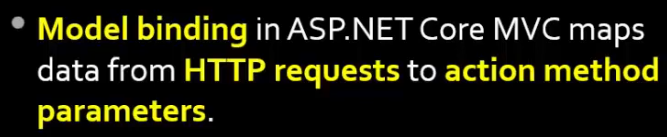 • Model binding in ASP.NET Core MVC maps
data from HTTP requests to action method
parameters.